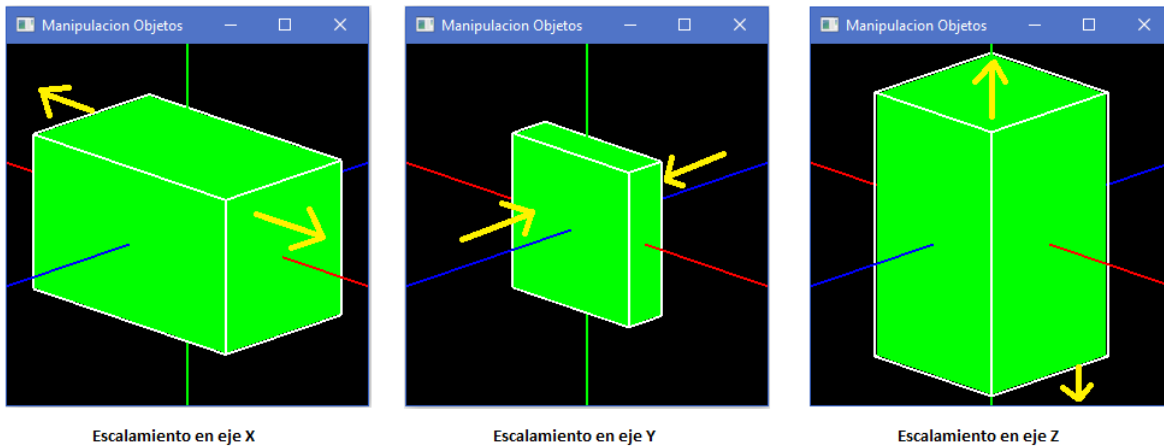 Manipulacion Objetos
Manipulacion Objetos
Manipulacion Objetos
Escalamiento en eje X
Escalamiento en eje Y
Escalamiento en eje Z